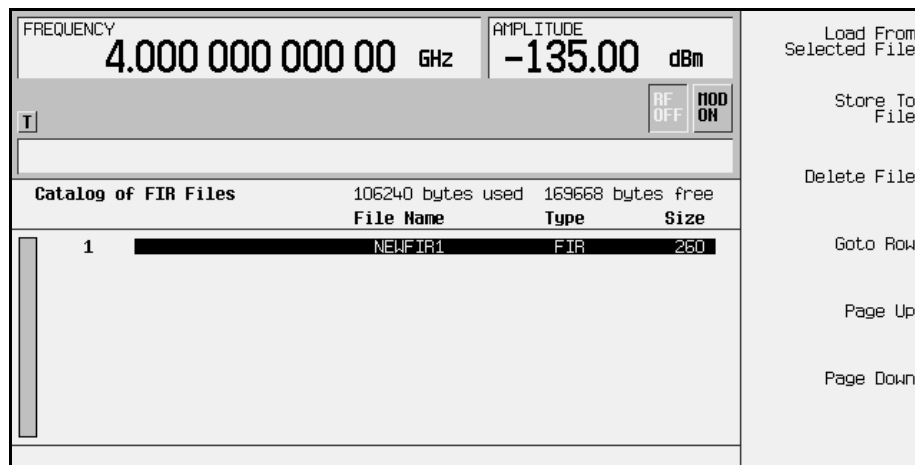 FREQUENCY
4.000 000 000 00 GHz
AMPLITUDE
-135.00 dBm
RF OFF
MOD ON
T
Catalog of FIR Files 106240 bytes used 169668 bytes free
File Name Type Size
1 NEWFIR1 FIR 260
Load From
Selected File
Store To
File
Delete File
Goto Row
Page Up
Page Down